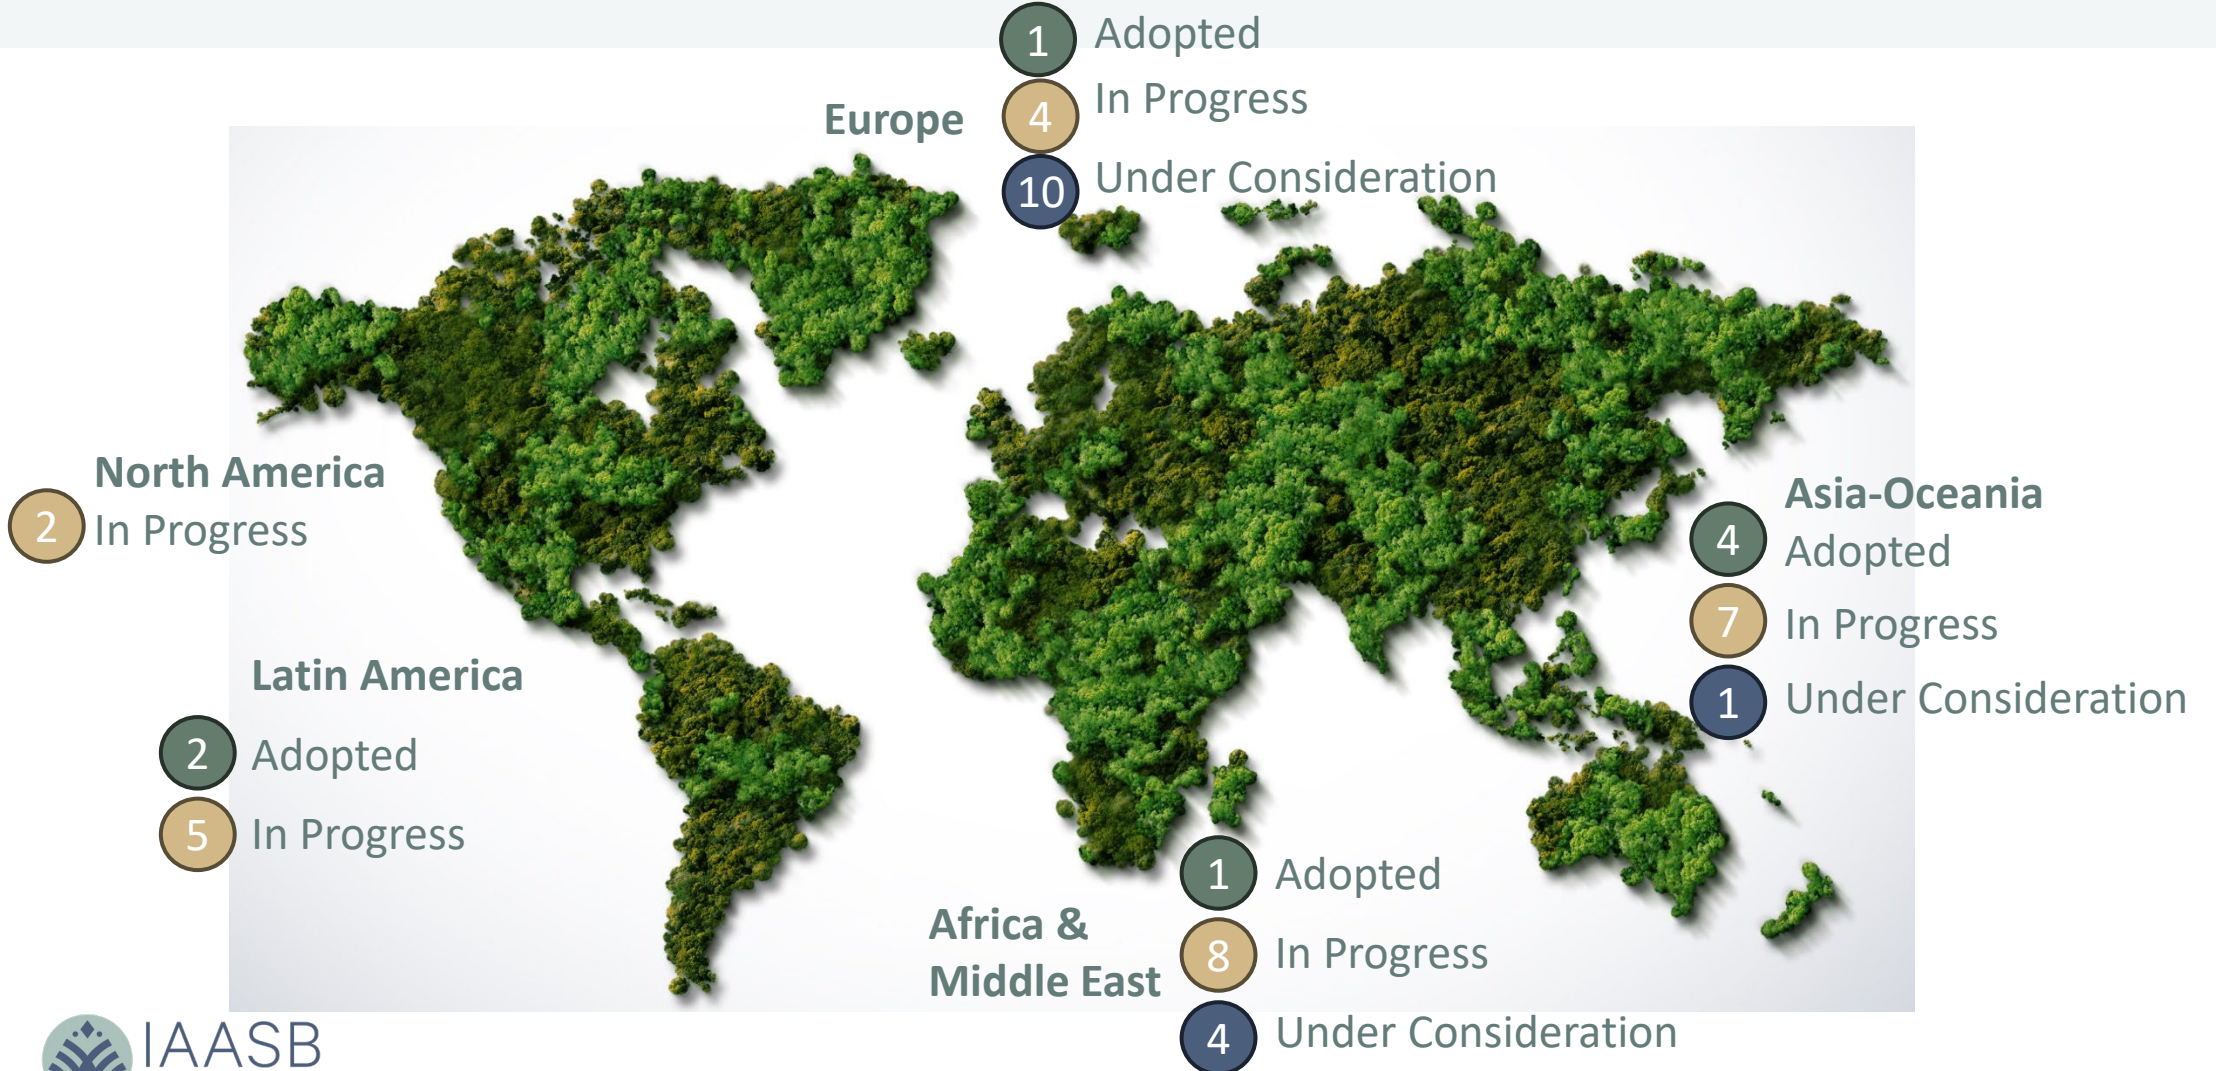 1 Adopted
Europe
4 In Progress
10 Under Consideration
North America
2 In Progress
Asia-Oceania
4 Adopted
7 In Progress
1 Under Consideration
Latin America
2 Adopted
5 In Progress
Africa &
Middle East
1 Adopted
8 In Progress
4 Under Consideration
IAASB